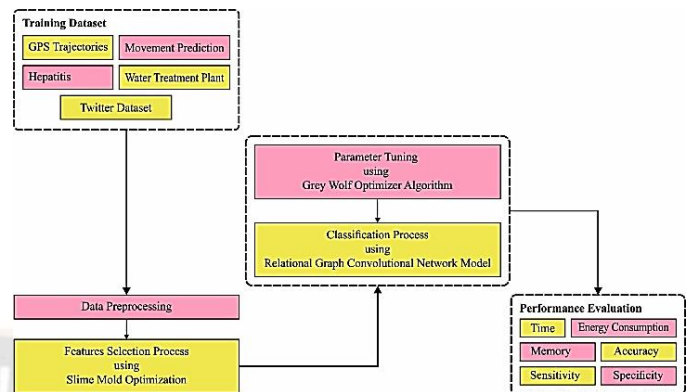 Training Dataset
GPS Trajectories
Movement Prediction
Hepatitis
Water Treatment Plant
Twitter Dataset
Parameter Tuning
using
Grey Wolf Optimizer Algorithm
Classification Process
using
Relational Graph Convolutional Network Model
Data Preprocessing
Features Selection Process
using
Slime Mold Optimization
Performance Evaluation
Time
Energy Consumption
Memory
Accuracy
Sensitivity
Specificity